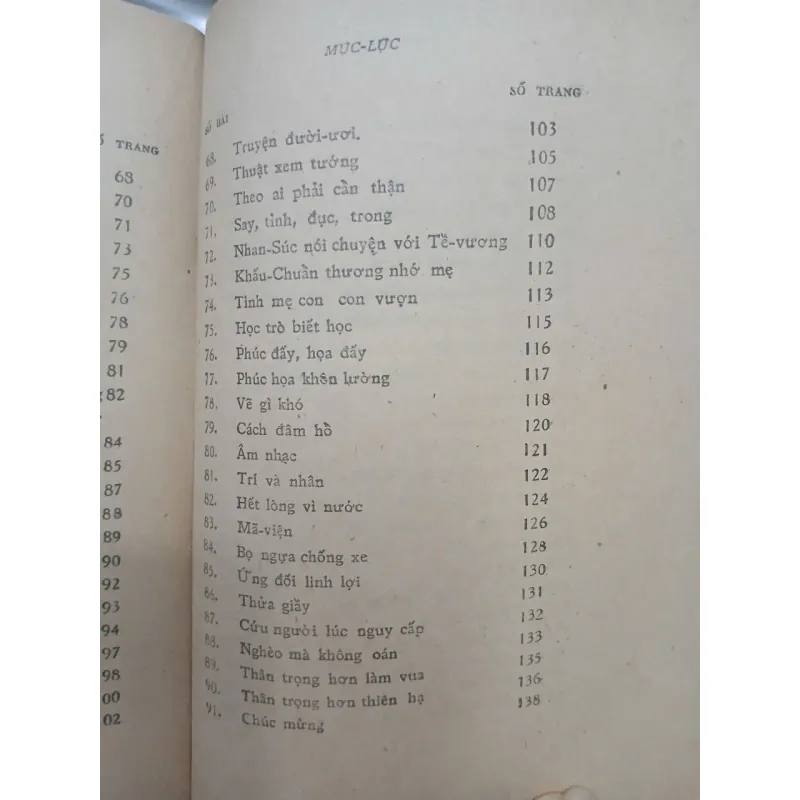 TRANG
68
70
71
73
75
76
78
79
81
82
84
85
87
88
89
90
92
93
94
97
98
00
02
MỤC-LỤC
SỐ BÀI SỐ TRANG
68. Truyện đười-ươi. 103
69. Thuật xem tướng 105
70. Theo ai phải cẩn thận 107
71. Say, tỉnh, đục, trong 108
72. Nhan-Súc nói chuyện với Tề-vương 110
73. Khấu-Chuẩn thương nhớ mẹ 112
74. Tình mẹ con con vượn 113
75. Học trò biết học 115
76. Phúc đấy, họa đấy 116
77. Phúc họa khôn lường 117
78. Vẽ gì khó 118
79. Cách đâm hổ 120
80. Âm nhạc 121
81. Trí và nhân 122
82. Hết lòng vì nước 124
83. Mã-viện 126
84. Bọ ngựa chống xe 128
85. Ứng đối linh lợi 130
86. Thửa giầy 131
87. Cứu người lúc nguy cấp 132
88. Nghèo mà không oán 133
89. Thân trọng hơn làm vua 135
90. Thân trọng hơn thiên hạ 136
91. Chúc mừng 138